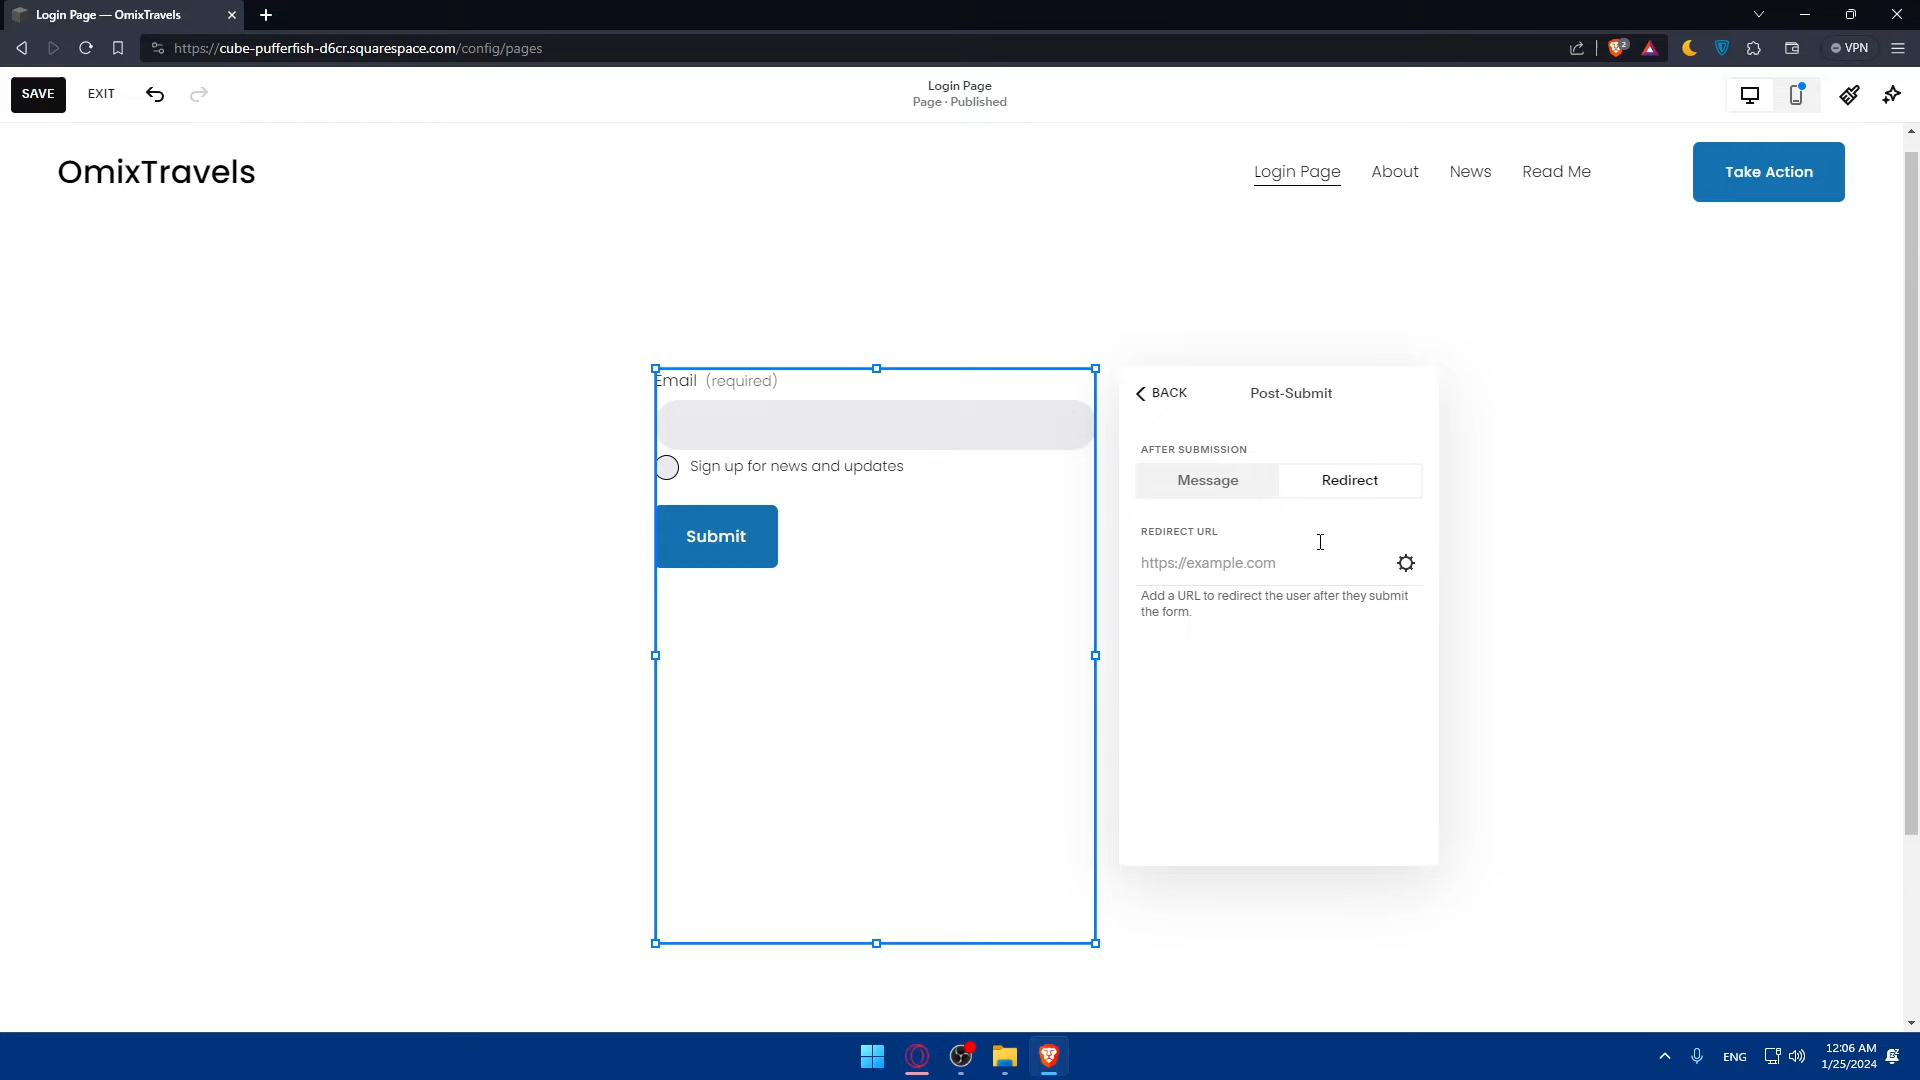 Login Page — OmixTravels
https://cube-pufferfish-d6cr.squarespace.com/config/pages
2
VPN
SAVE
EXIT
Login Page
Page · Published
OmixTravels
Login Page
About
News
Read Me
Take Action
Email (required)
Sign up for news and updates
Submit
BACK
Post-Submit
AFTER SUBMISSION
Message
Redirect
REDIRECT URL
https://example.com
Add a URL to redirect the user after they submit
the form.
ENG
12:06 AM
1/25/2024